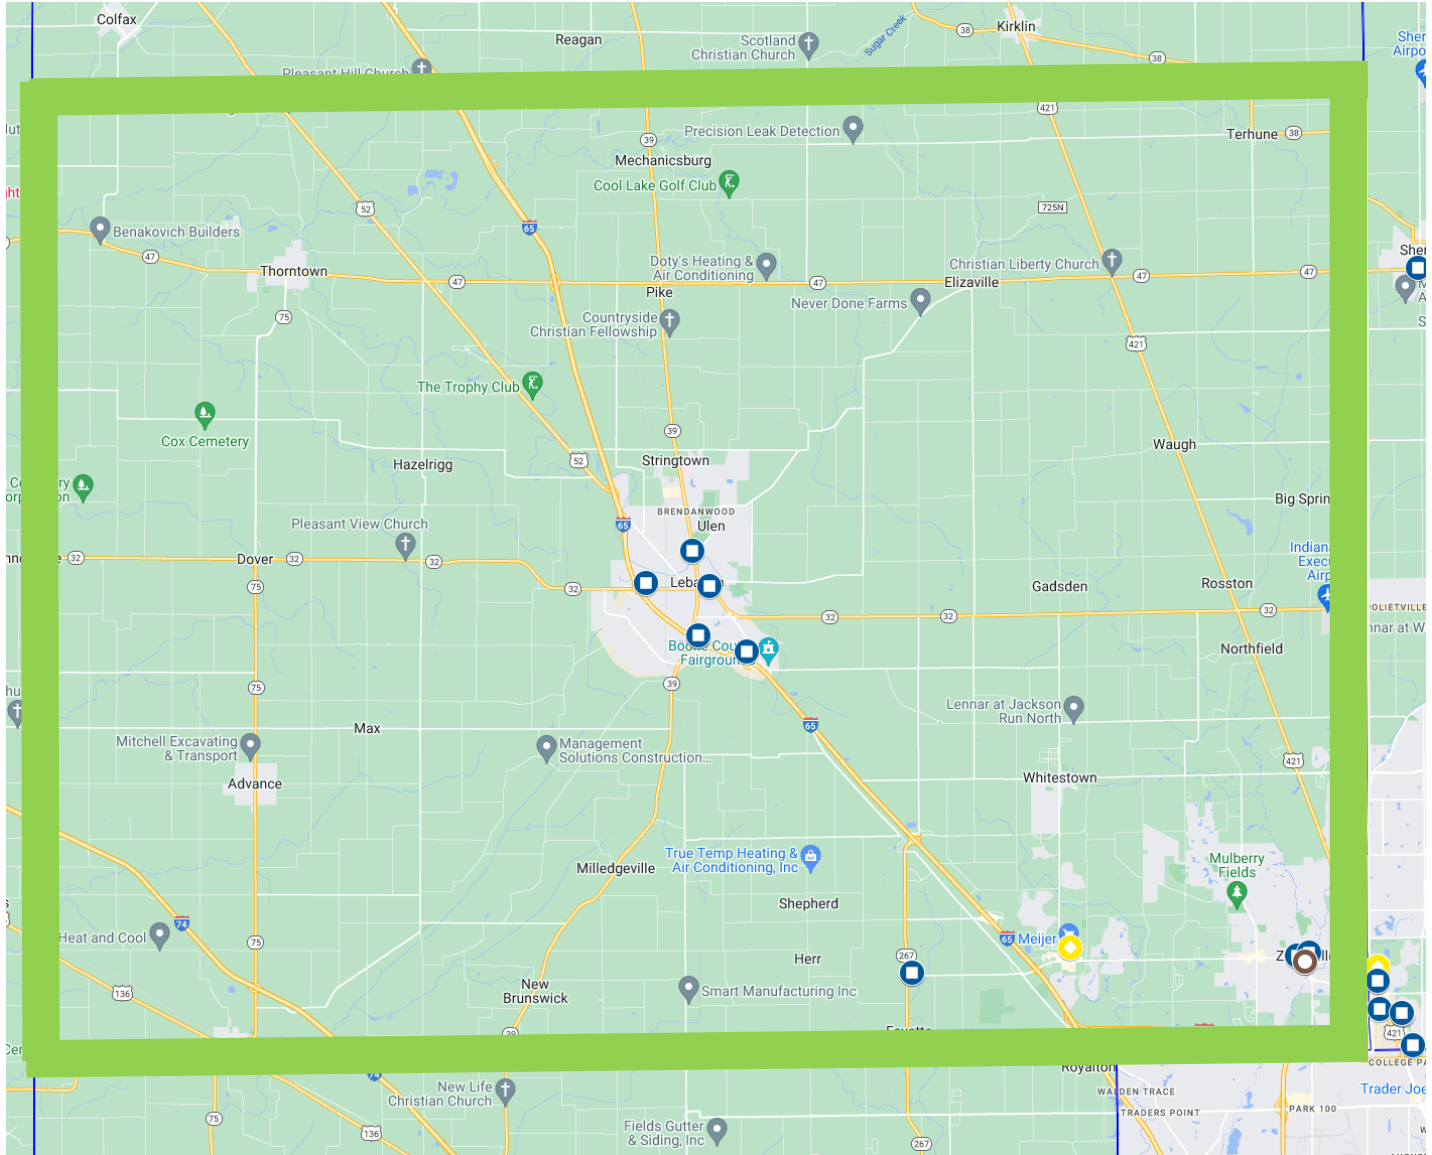 Colfax
Reagan
Scotland
Christian Church
Sugar Creek
38
Kirklin
38
Pleasant Hill Church
421
Terhune
38
39
Precision Leak Detection
Mechanicsburg
Cool Lake Golf Club
52
725N
65
Benakovich Builders
47
Thorntown
47
Doty's Heating &
Air Conditioning
47
Christian Liberty Church
Elizaville
47
47
Pike
Never Done Farms
75
Countryside
Christian Fellowship
421
The Trophy Club
Cox Cemetery
39
Waugh
Hazelrigg
52
Stringtown
Big Sprin
BRENDANWOOD
Ulen
65
Pleasant View Church
32
Dover
32
32
Indian
Exec
Airp
75
32
Gadsden
Rosston
32
32
32
Northfield
39
75
Lennar at Jackson
Run North
65
Max
Mitchell Excavating
& Transport
Management
Solutions Construction...
421
Advance
Whitestown
True Temp Heating &
Air Conditioning, Inc
Milledgeville
Mulberry
Fields
Shepherd
74
Heat and Cool
75
65
Meijer
267
Herr
136
New
Brunswick
Smart Manufacturing Inc
39
421
COLLEGE PA
Royalton
74
New Life
Christian Church
WALDEN TRACE
Trader Joe
TRADERS POINT
PARK 100
75
136
Fields Gutter
& Siding, Inc
267